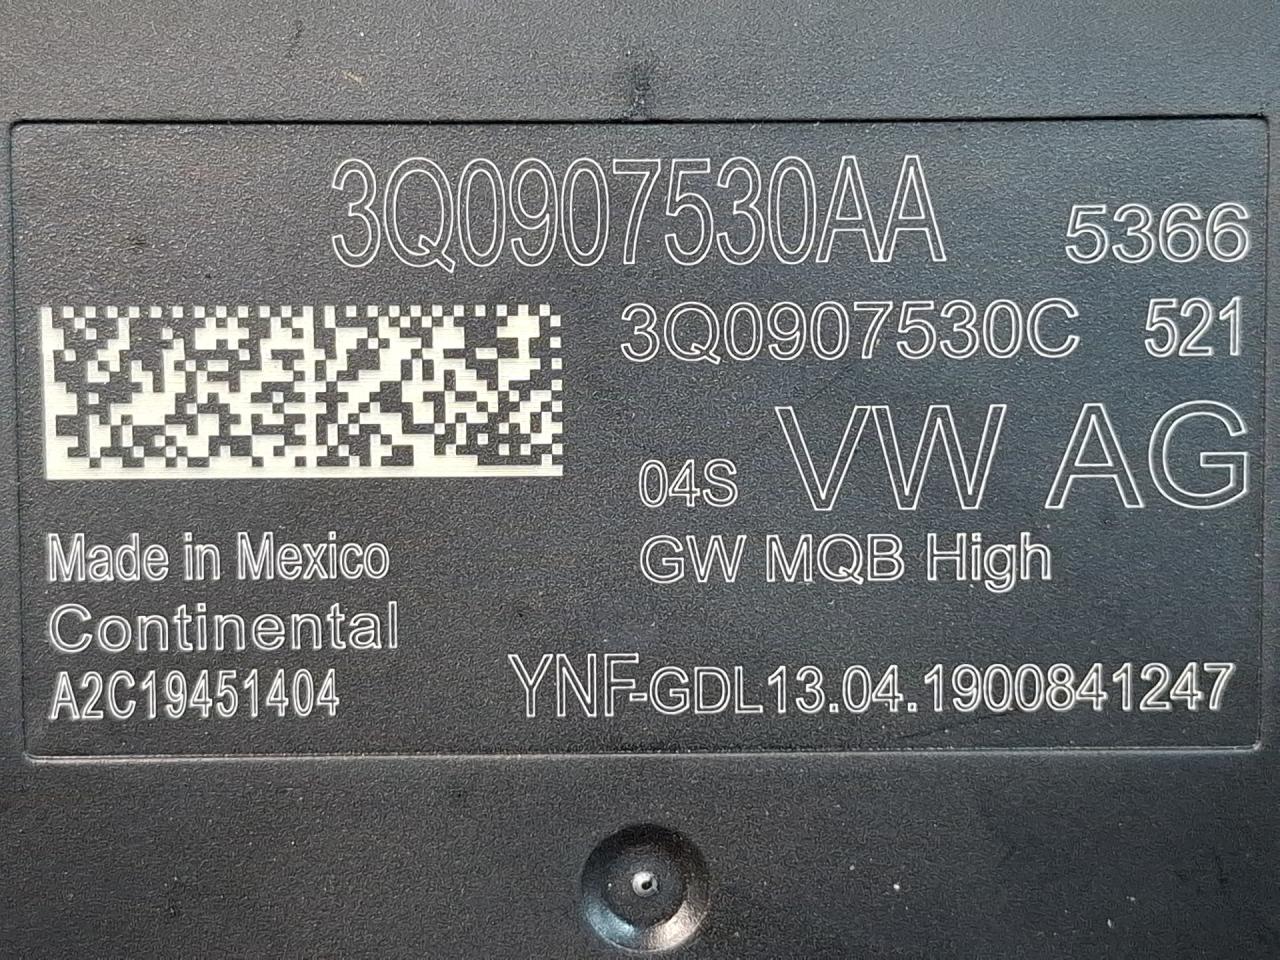 3Q0907530AA 5366
3Q0907530C 521
04S VW AG
Made in Mexico GW MQB High
Continental
A2C19451404 YNF-GDL13.04.1900841247